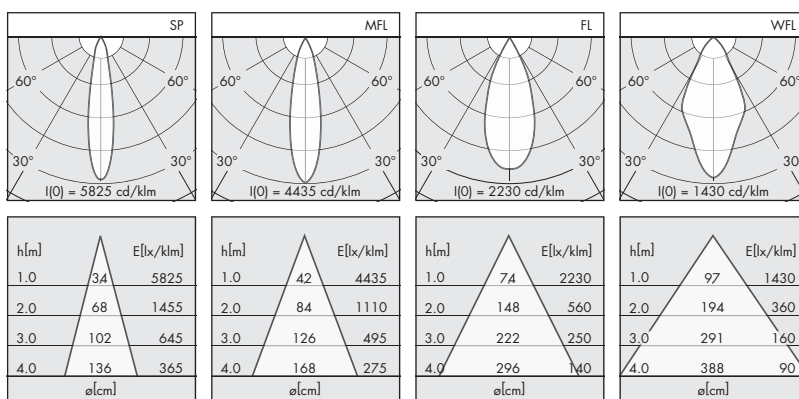 SP
60° 60°
30° 30°
I(0) = 5825 cd/klm
MFL
60° 60°
30° 30°
I(0) = 4435 cd/klm
FL
60° 60°
30° 30°
I(0) = 2230 cd/klm
WFL
60° 60°
30° 30°
I(0) = 1430 cd/klm
h[m] E[lx/klm]
1.0 34 5825
2.0 68 1455
3.0 102 645
4.0 136 365
ø[cm]
h[m] E[lx/klm]
1.0 42 4435
2.0 84 1110
3.0 126 495
4.0 168 275
ø[cm]
h[m] E[lx/klm]
1.0 74 2230
2.0 148 560
3.0 222 250
4.0 296 140
ø[cm]
h[m] E[lx/klm]
1.0 97 1430
2.0 194 360
3.0 291 160
4.0 388 90
ø[cm]